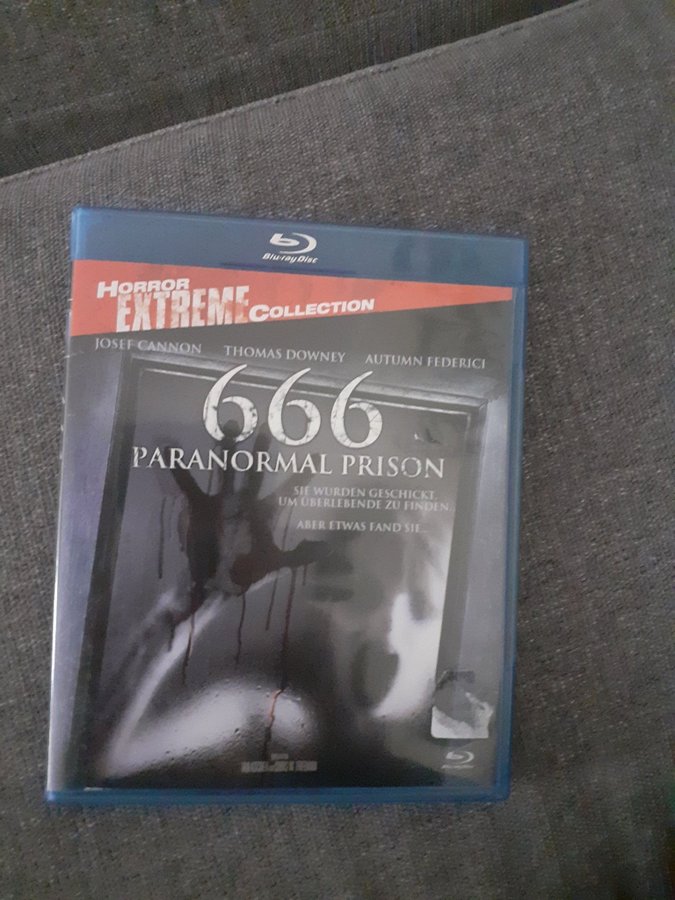 Blu-ray Disc
HORROR
EXTREME COLLECTION
JOSEF CANNON THOMAS DOWNEY AUTUMN FEDERICI
666
PARANORMAL PRISON
SIE WURDEN GESCHICKT,
UM ÜBERLEBENDE ZU FINDEN...
ABER ETWAS FAND SIE...